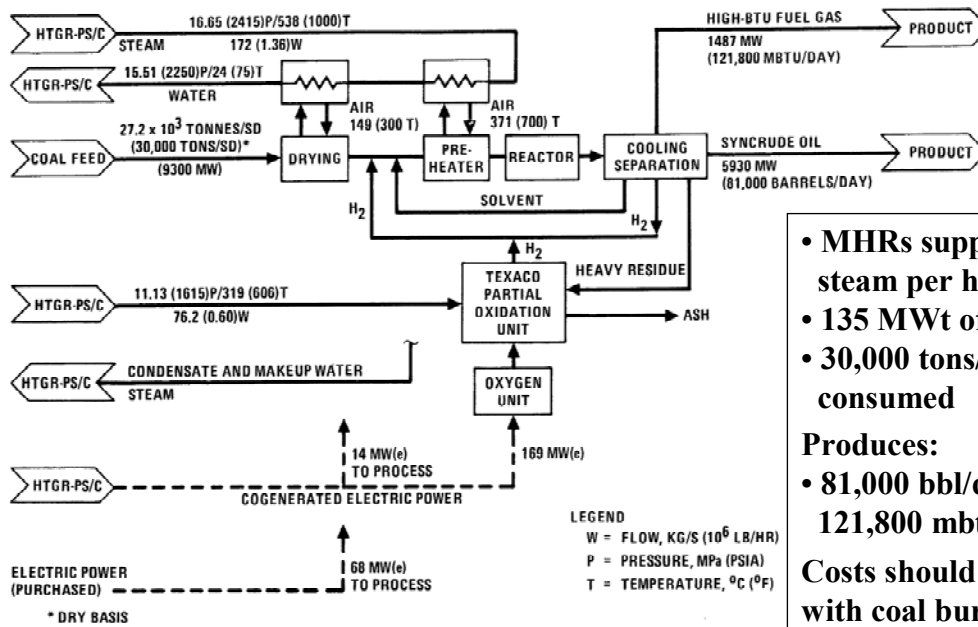 16.65 (2415)P/538 (1000)T
HTGR-PS/C
STEAM
172 (1.36)W
HIGH-BTU FUEL GAS
PRODUCT
1487 MW
(121,800 MBTU/DAY)
15.51 (2250)P/24 (75)T
HTGR-PS/C
WATER
AIR
149 (300 T)
AIR
371 (700) T
27.2 x 10³ TONNES/SD
(30,000 TONS/SD)*
COAL FEED
(9300 MW)
DRYING
PRE-
HEATER
REACTOR
COOLING
SEPARATION
SYNCRUDE OIL
PRODUCT
5930 MW
(81,000 BARRELS/DAY)
SOLVENT
H₂
H₂
H₂
HEAVY RESIDUE
11.13 (1615)P/319 (606)T
HTGR-PS/C
76.2 (0.60)W
TEXACO
PARTIAL
OXIDATION
UNIT
ASH
CONDENSATE AND MAKEUP WATER
HTGR-PS/C
STEAM
OXYGEN
UNIT
14 MW(e)
TO PROCESS
169 MW(e)
HTGR-PS/C
COGENERATED ELECTRIC POWER
LEGEND
W = FLOW, KG/S (10⁶ LB/HR)
P = PRESSURE, MPa (PSIA)
T = TEMPERATURE, ºC (ºF)
68 MW(e)
TO PROCESS
ELECTRIC POWER
(PURCHASED)
* DRY BASIS
• MHRs supp
steam per h
• 135 MWt of
• 30,000 tons/
consumed
Produces:
• 81,000 bbl/
121,800 mbt
Costs should
with coal bur